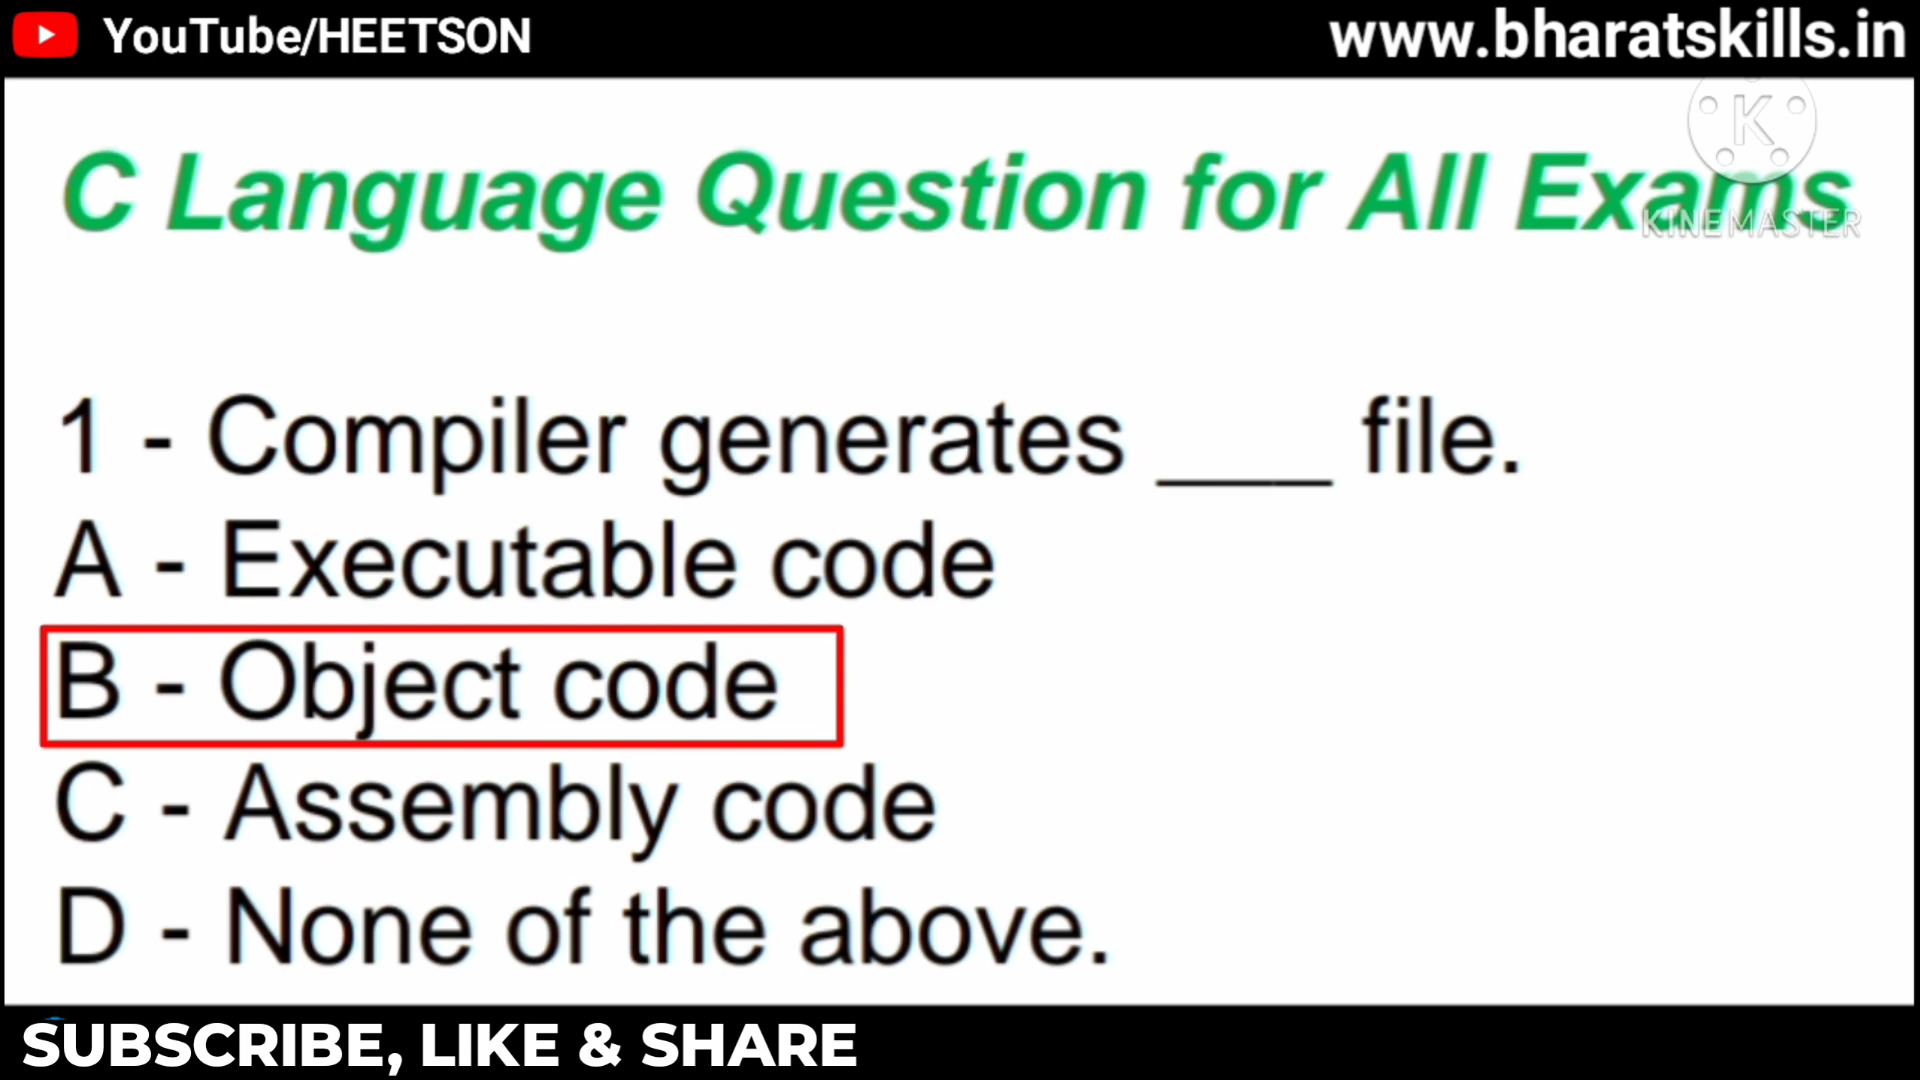 YouTube/HEETSON
www.bharatskills.in
K
KINEMASTER
C Language Question for All Exams
1 - Compiler generates ___ file.
A - Executable code
B - Object code
C - Assembly code
D - None of the above.
SUBSCRIBE, LIKE & SHARE